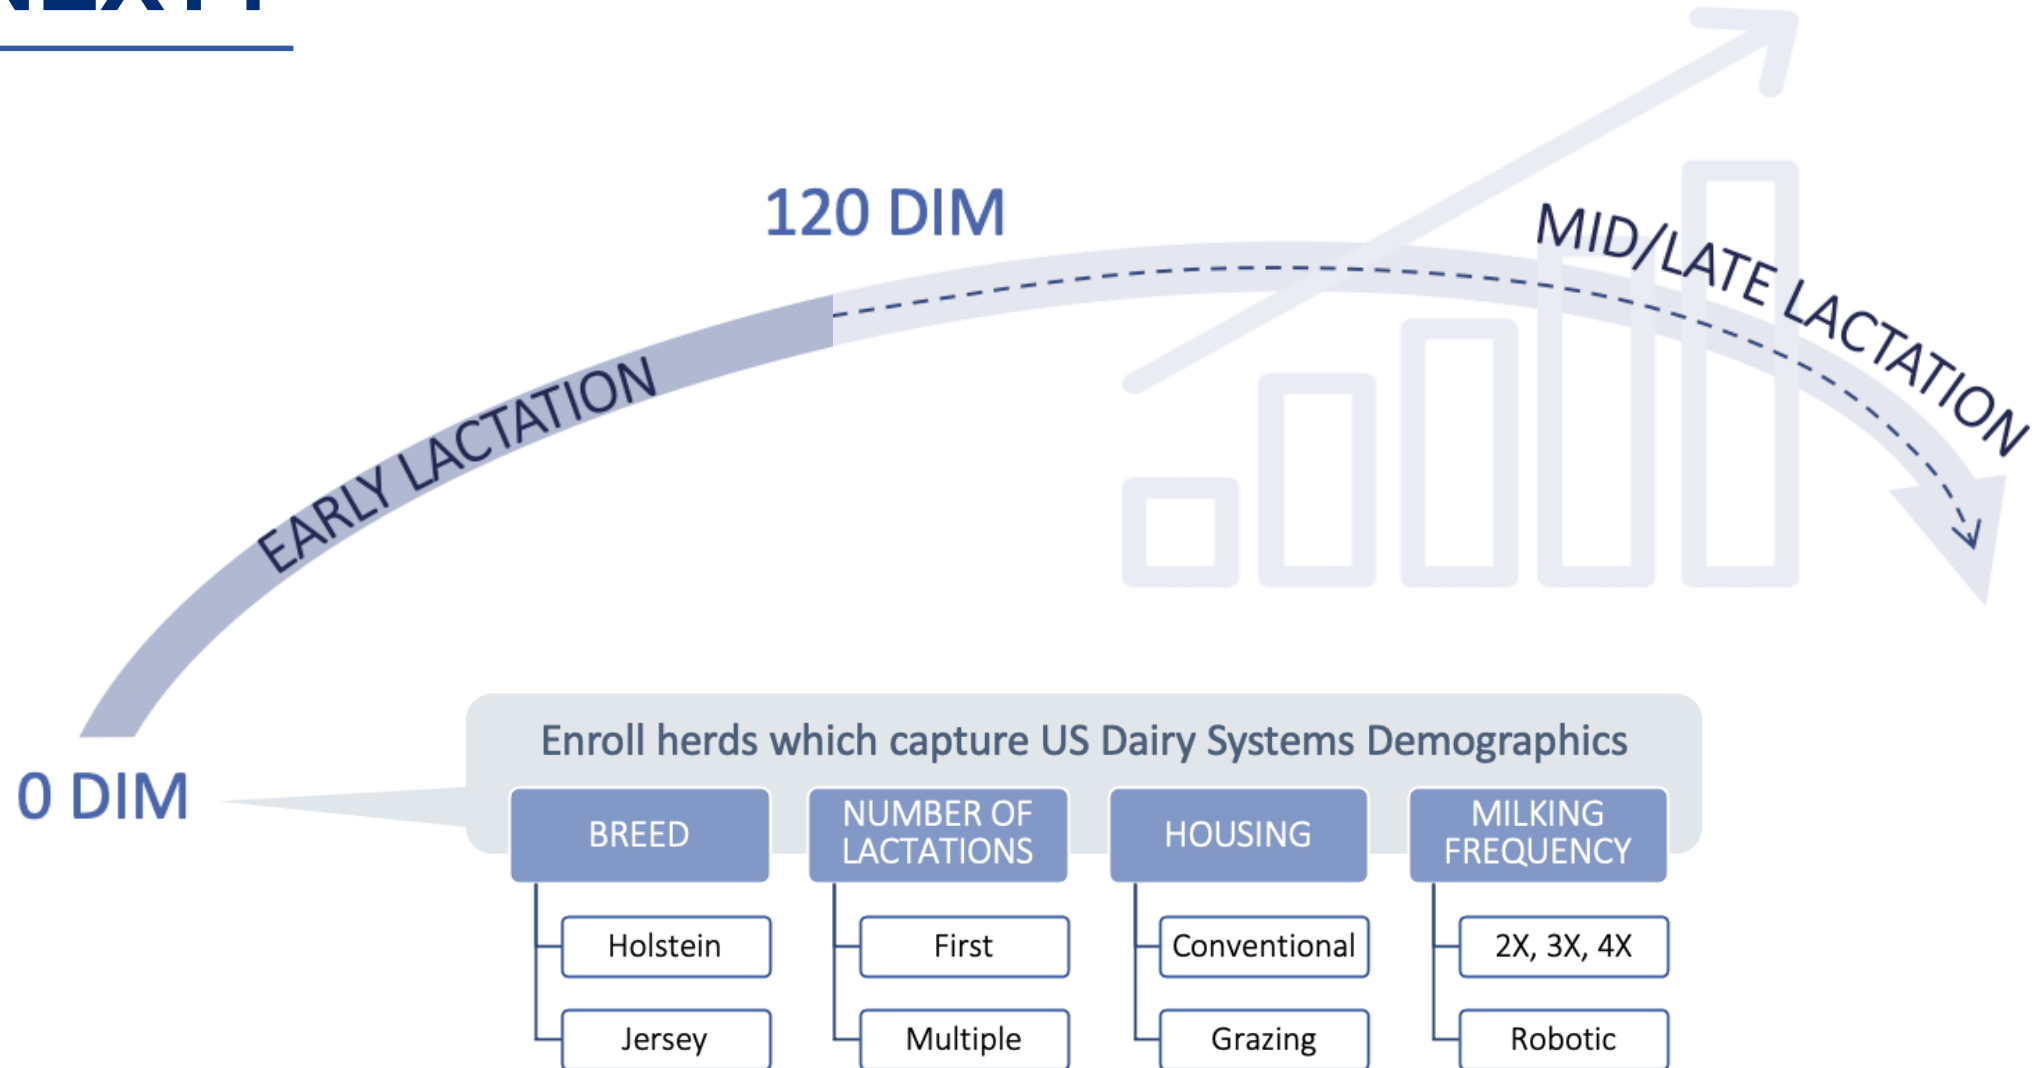 120 DIM
MID/LATE LACTATION
EARLY LACTATION
0 DIM
Enroll herds which capture US Dairy Systems Demographics
BREED
Holstein
Jersey
NUMBER OF
LACTATIONS
First
Multiple
HOUSING
Conventional
Grazing
MILKING
FREQUENCY
2X, 3X, 4X
Robotic